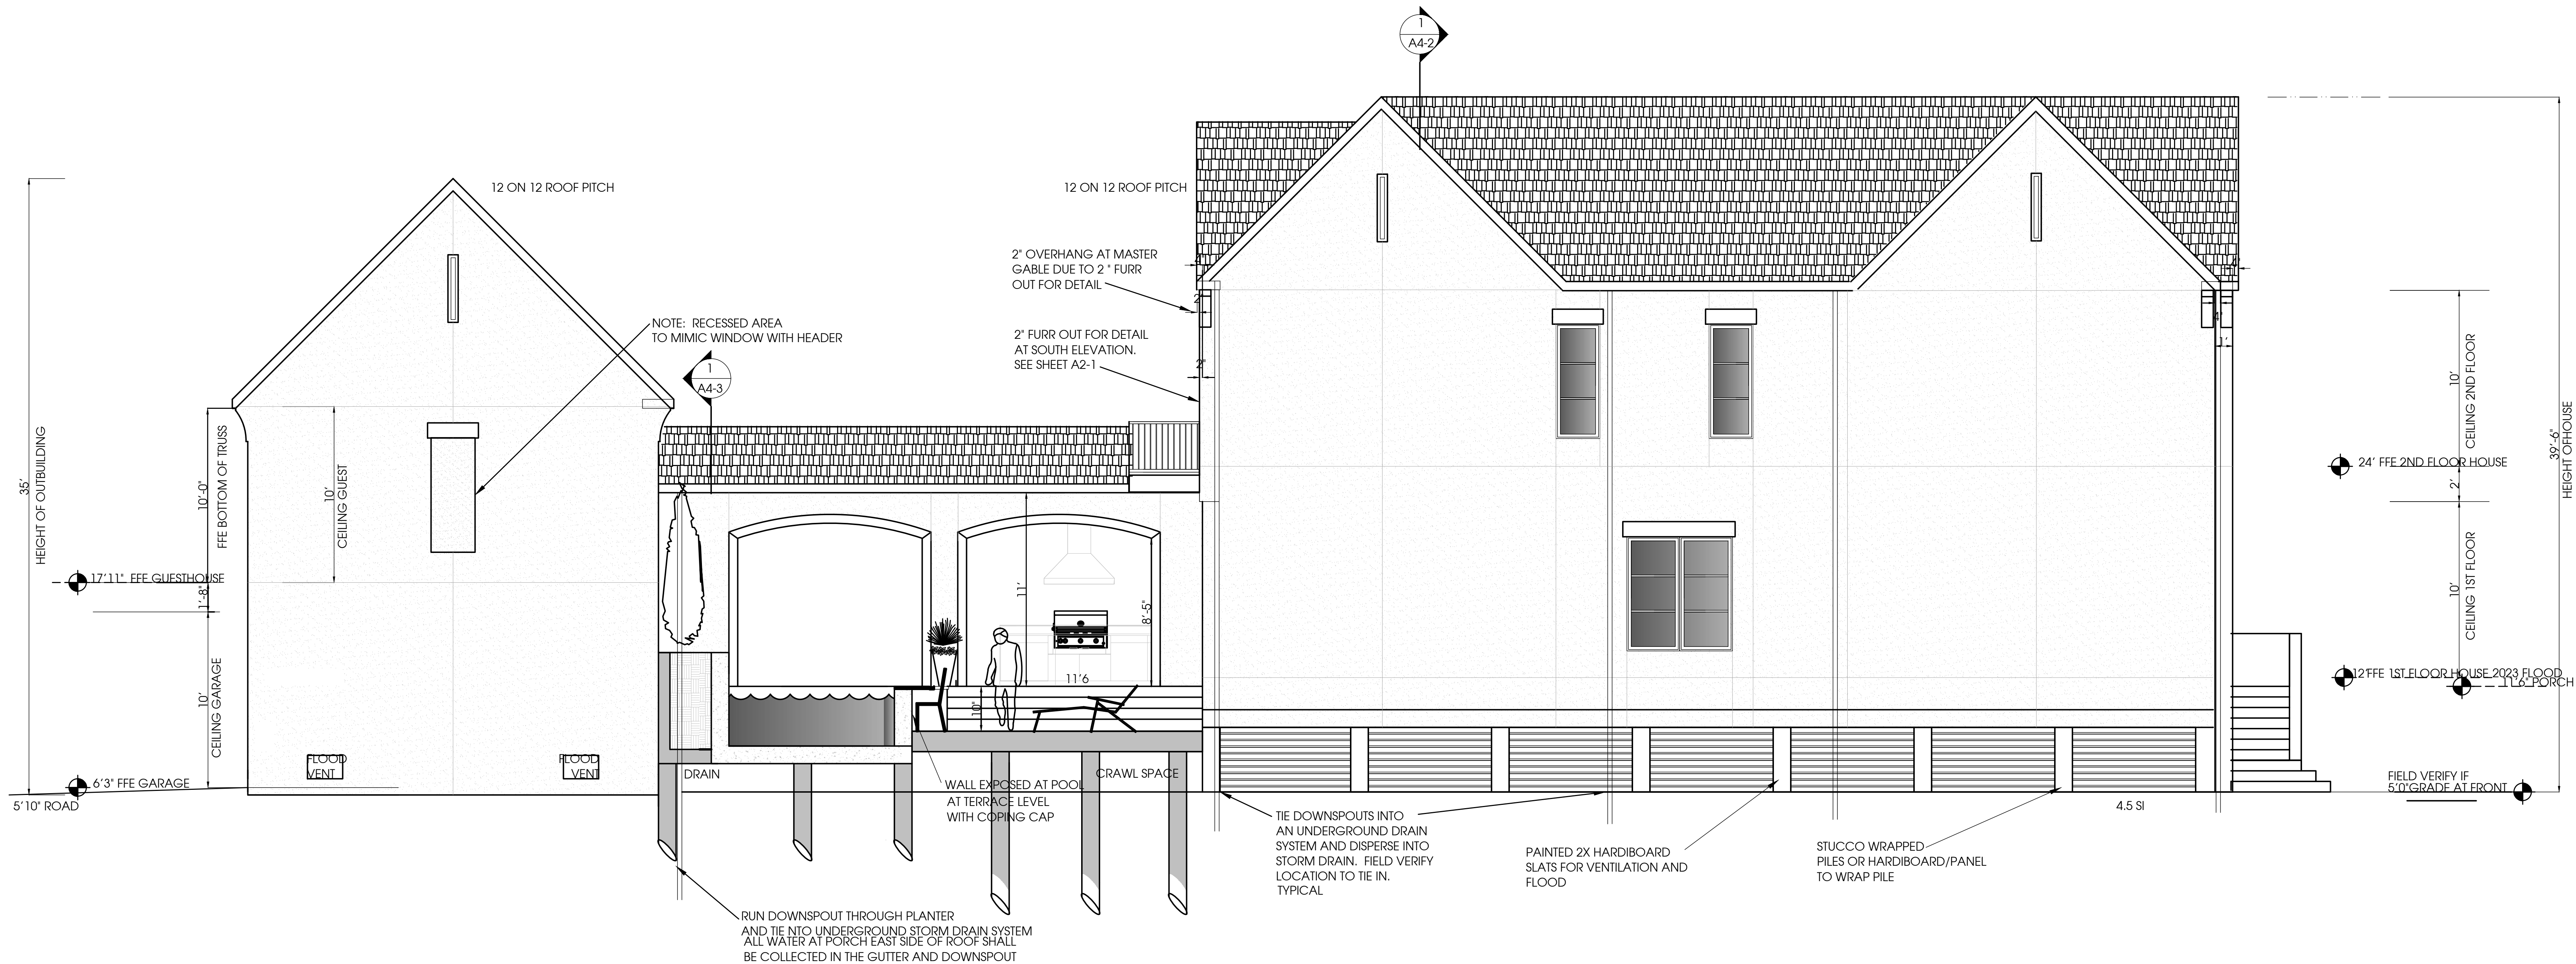 1
A4-2
12 ON 12 ROOF PITCH
12 ON 12 ROOF PITCH
2" OVERHANG AT MASTER
GABLE DUE TO 2 " FURR
OUT FOR DETAIL
2"
2" FURR OUT FOR DETAIL
AT SOUTH ELEVATION.
SEE SHEET A2-1
2"
4"
1'
NOTE:  RECESSED AREA
TO MIMIC WINDOW WITH HEADER
1
A4-3
35'
HEIGHT OF OUTBUILDING
10'-0"
FFE BOTTOM OF TRUSS
10'
CEILING GUEST
17'11"  FFE GUESTHOUSE
1'-8"
10'
CEILING GARAGE
FLOOD
VENT
FLOOD
VENT
6'3" FFE GARAGE
5'10" ROAD
11'
8'-5"
11'6
10"
DRAIN
CRAWL SPACE
WALL EXPOSED AT POOL
AT TERRACE LEVEL
WITH COPING CAP
10'
CEILING 2ND FLOOR
39'-6"
HEIGHT OFHOUSE
24' FFE 2ND FLOOR HOUSE
2'
10'
CEILING 1ST FLOOR
12'FFE 1ST FLOOR HOUSE 2023 FLOOD
11'6" PORCH
FIELD VERIFY IF
5'0"GRADE AT FRONT
4.5 SI
TIE DOWNSPOUTS INTO
AN UNDERGROUND DRAIN
SYSTEM AND DISPERSE INTO
STORM DRAIN.  FIELD VERIFY
LOCATION TO TIE IN.
TYPICAL
PAINTED 2X HARDIBOARD
SLATS FOR VENTILATION AND
FLOOD
STUCCO WRAPPED
PILES OR HARDIBOARD/PANEL
TO WRAP PILE
RUN DOWNSPOUT THROUGH PLANTER
AND TIE NTO UNDERGROUND STORM DRAIN SYSTEM
ALL WATER AT PORCH EAST SIDE OF ROOF SHALL
BE COLLECTED IN THE GUTTER AND DOWNSPOUT